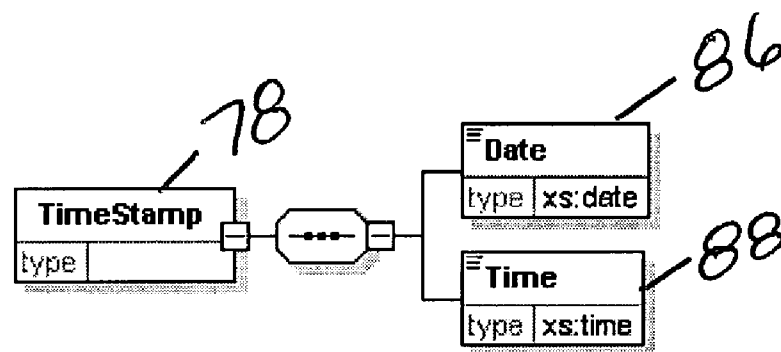 86
78
Date
type xs:date
TimeStamp
type
88
Time
type xs:time